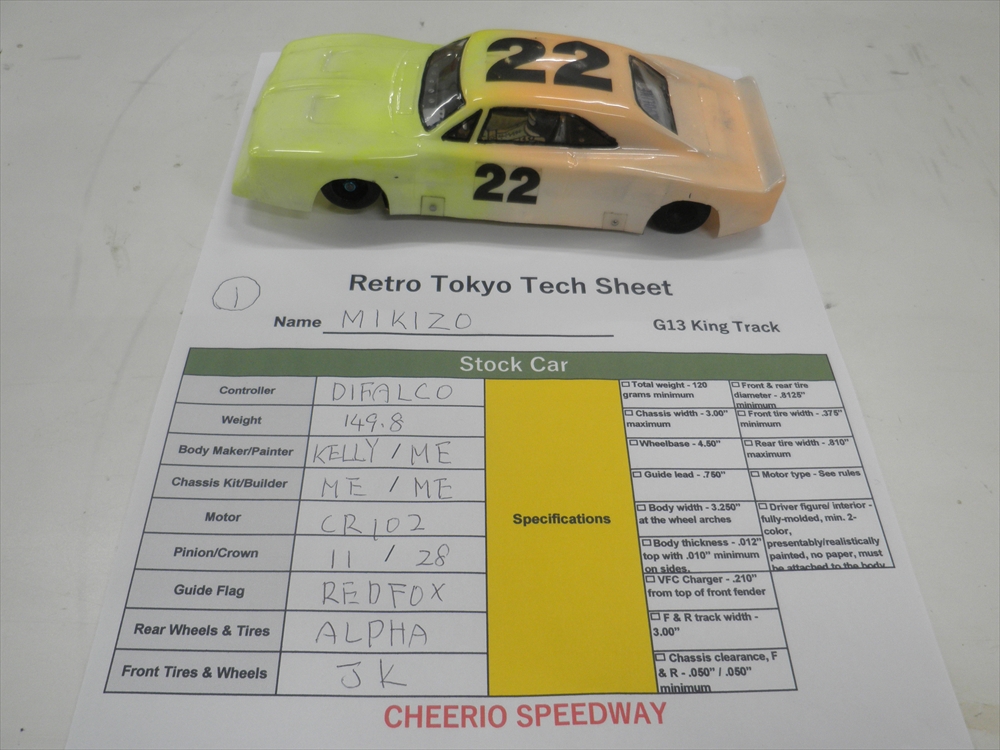 22
22
Retro Tokyo Tech Sheet
1
Name MIKIZO
G13 King Track
Stock Car
Controller DIFALCO
Weight 149.8
Body Maker/Painter KELLY / ME
Chassis Kit/Builder ME / ME
Motor CR102
Pinion/Crown 11 / 28
Guide Flag REDFOX
Rear Wheels & Tires ALPHA
Front Tires & Wheels JK
Specifications
Total weight - 120
grams minimum
Front & rear tire
diameter - .8125"
minimum
Chassis width - 3.00"
maximum
Front tire width - .375"
minimum
Wheelbase - 4.50"
Rear tire width - .810"
maximum
Guide lead - .750"
Motor type - See rules
Body width - 3.250"
at the wheel arches
Driver figure/ interior -
fully-molded, min. 2-
color,
presentably/realistically
painted, no paper, must
be attached to the body
Body thickness - .012"
top with .010" minimum
on sides.
VFC Charger - .210"
from top of front fender
F & R track width -
3.00"
Chassis clearance, F
& R - .050" / .050"
minimum
CHEERIO SPEEDWAY